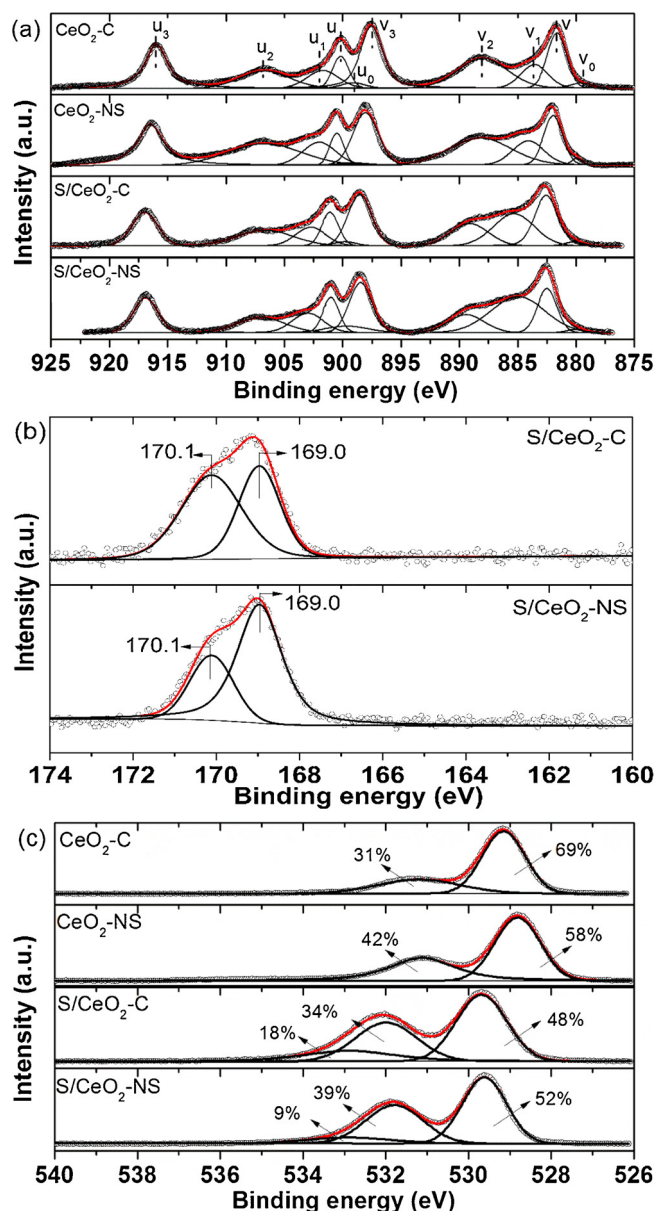 (a)
CeO₂-C
u₃
u₂
u₁
u
u₀
v₃
v₂
v₁
v
v₀
CeO₂-NS
S/CeO₂-C
S/CeO₂-NS
Intensity (a.u.)
925 920 915 910 905 900 895 890 885 880 875
Binding energy (eV)
(b)
S/CeO₂-C
170.1
169.0
S/CeO₂-NS
170.1
169.0
Intensity (a.u.)
174 172 170 168 166 164 162 160
Binding energy (eV)
(c)
CeO₂-C
31%
69%
CeO₂-NS
42%
58%
S/CeO₂-C
18%
34%
48%
S/CeO₂-NS
9%
39%
52%
Intensity (a.u.)
540 538 536 534 532 530 528 526
Binding energy (eV)